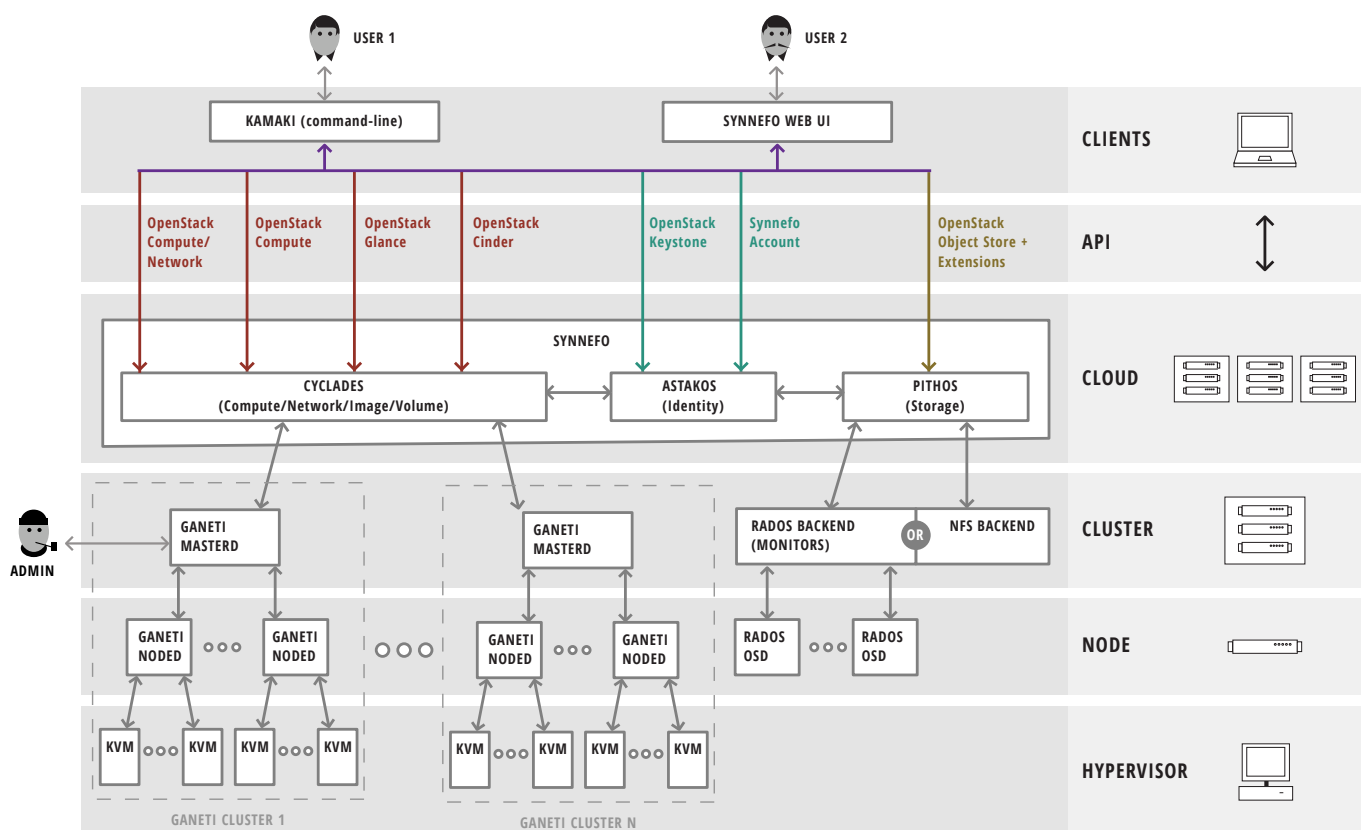 USER 1
USER 2
KAMAKI (command-line)
SYNNEFO WEB UI
CLIENTS
OpenStack
Compute/
Network
OpenStack
Compute
OpenStack
Glance
OpenStack
Cinder
OpenStack
Keystone
Synnefo
Account
OpenStack
Object Store +
Extensions
API
SYNNEFO
CYCLADES
(Compute/Network/Image/Volume)
ASTAKOS
(Identity)
PITHOS
(Storage)
CLOUD
ADMIN
GANETI
MASTERD
GANETI
MASTERD
RADOS BACKEND
(MONITORS)
OR
NFS BACKEND
CLUSTER
GANETI
NODED
GANETI
NODED
GANETI
NODED
GANETI
NODED
RADOS
OSD
RADOS
OSD
NODE
KVM
KVM
KVM
KVM
KVM
KVM
KVM
KVM
HYPERVISOR
GANETI CLUSTER 1
GANETI CLUSTER N